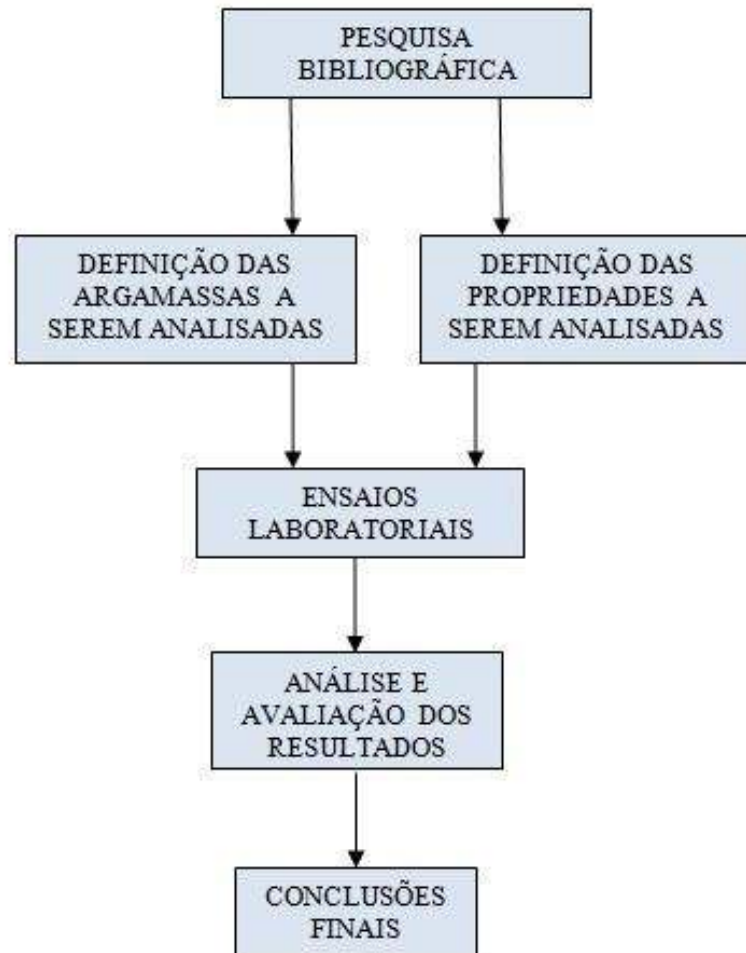 PESQUISA
BIBLIOGRÁFICA
DEFINIÇÃO DAS
ARGAMASSAS A
SEREM ANALISADAS
DEFINIÇÃO DAS
PROPRIEDADES A
SEREM ANALISADAS
ENSAIOS
LABORATORIAIS
ANÁLISE E
AVALIAÇÃO DOS
RESULTADOS
CONCLUSÕES
FINAIS